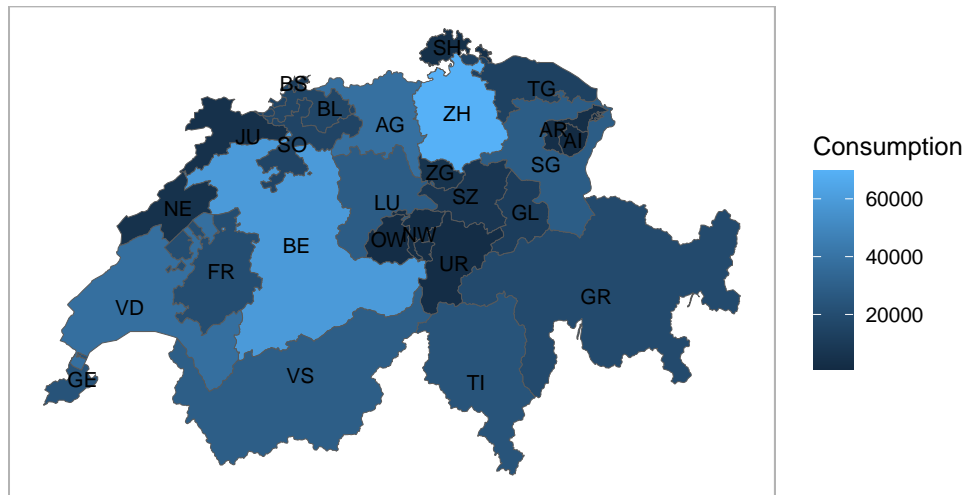 SH
BS
TG
BL
ZH
AG
AR
JU
AI
SO
SG
ZG
SZ
LU
NE
GL
OW
NW
BE
UR
FR
GR
VD
VS
GE
TI
Consumption
60000
40000
20000